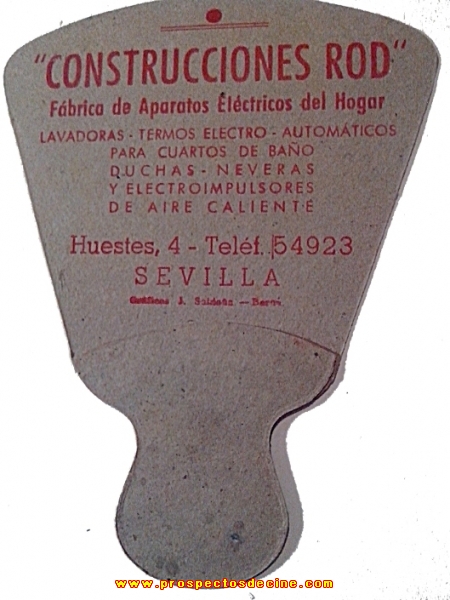 "CONSTRUCCIONES ROD"
Fábrica de Aparatos Eléctricos del Hogar
LAVADORAS - TERMOS ELECTRO - AUTOMÁTICOS
PARA CUARTOS DE BAÑO
DUCHAS - NEVERAS
Y ELECTROIMPULSORES
DE AIRE CALIENTE
Huestes, 4 - Teléf. 54923
SEVILLA
Gráficas J. — 
www.prospectosdecine.com